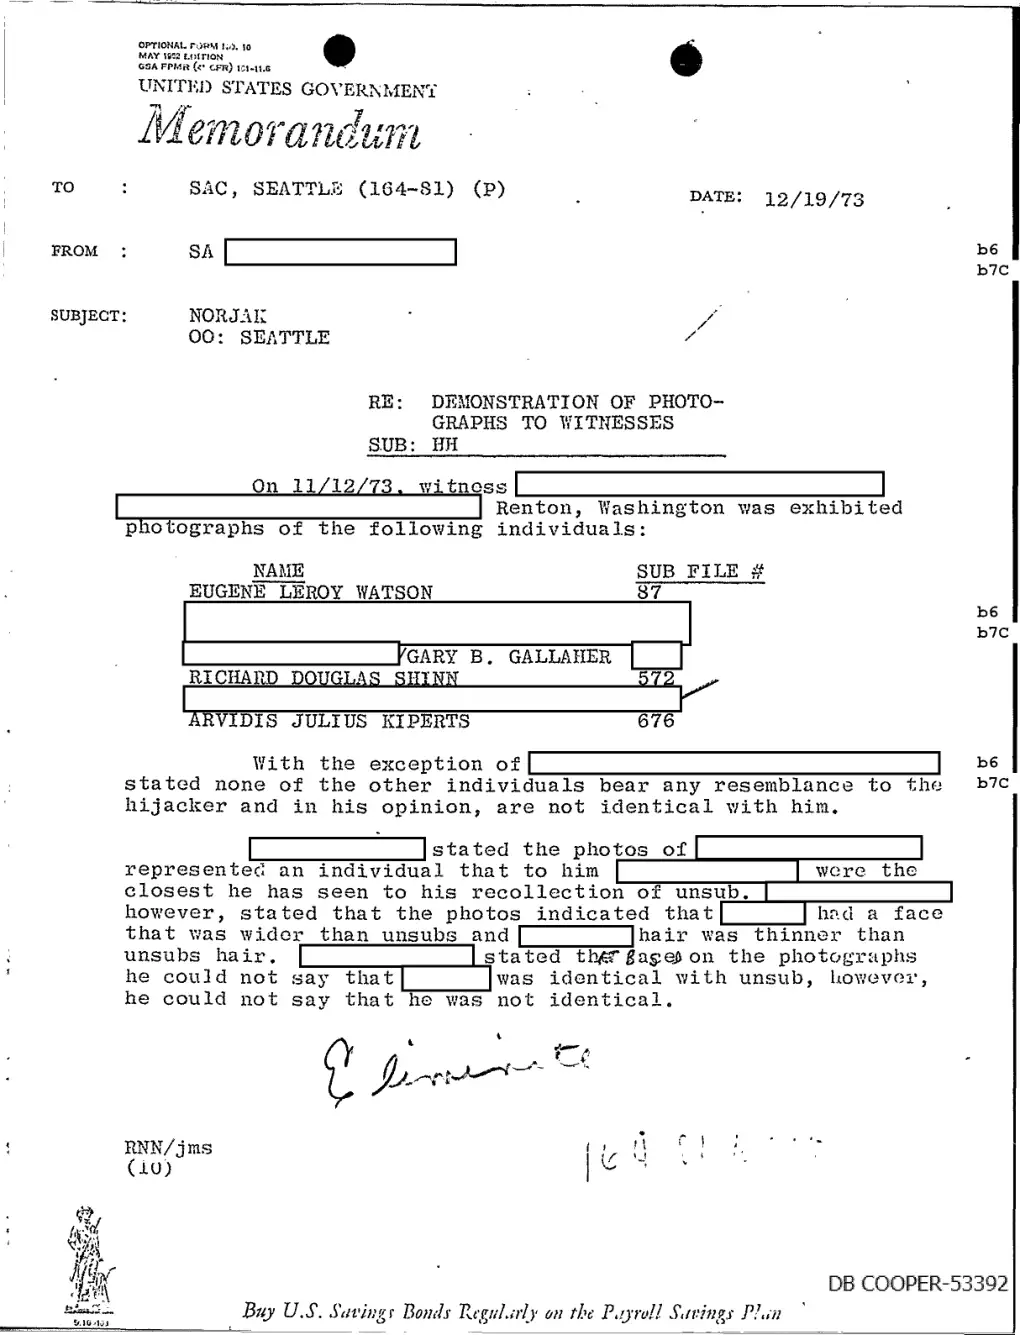 OPTIONAL FORM NO. 10
MAY 1962 EDITION
GSA FPMR (41 CFR) 101-11.6
UNITED STATES GOVERNMENT
Memorandum
TO : SAC, SEATTLE (164-81) (P)
DATE: 12/19/73
FROM : SA
b6
b7C
SUBJECT: NORJAK
OO: SEATTLE
RE: DEMONSTRATION OF PHOTO-
GRAPHS TO WITNESSES
SUB: HH
On 11/12/73, witness
Renton, Washington was exhibited
photographs of the following individuals:
NAME SUB FILE #
EUGENE LEROY WATSON 87
b6
b7C
/GARY B. GALLAHER
RICHARD DOUGLAS SHINN 572
ARVIDIS JULIUS KIPERTS 676
With the exception of
b6
stated none of the other individuals bear any resemblance to the
b7C
hijacker and in his opinion, are not identical with him.
stated the photos of
represented an individual that to him were the
closest he has seen to his recollection of unsub.
however, stated that the photos indicated that had a face
that was wider than unsubs and hair was thinner than
unsubs hair. stated that based on the photographs
he could not say that was identical with unsub, however,
he could not say that he was not identical.
Eliminate
RNN/jms
(10)
164 81
DB COOPER-53392
Buy U.S. Savings Bonds Regularly on the Payroll Savings Plan